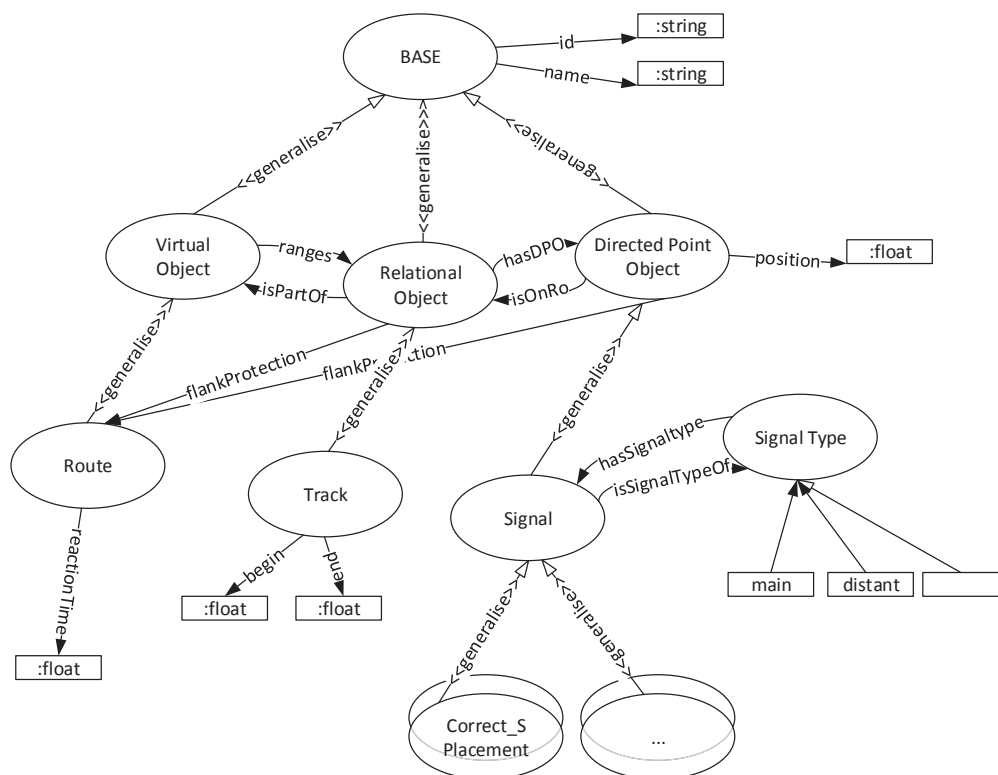 :string
id
BASE
name
:string
<<generalise>>
<<generalise>>
<<generalise>>
Virtual
Object
ranges
isPartOf
Relational
Object
hasDPO
isOnRo
Directed Point
Object
position
:float
<<generalise>>
flankProtection
<<generalise>>
<<generalise>>
Route
Track
hasSignaltype
isSignalTypeOf
Signal Type
Signal
reactionTime
begin
end
:float
:float
main
distant
:float
<<generalise>>
<<generalise>>
Correct_S
Placement
...